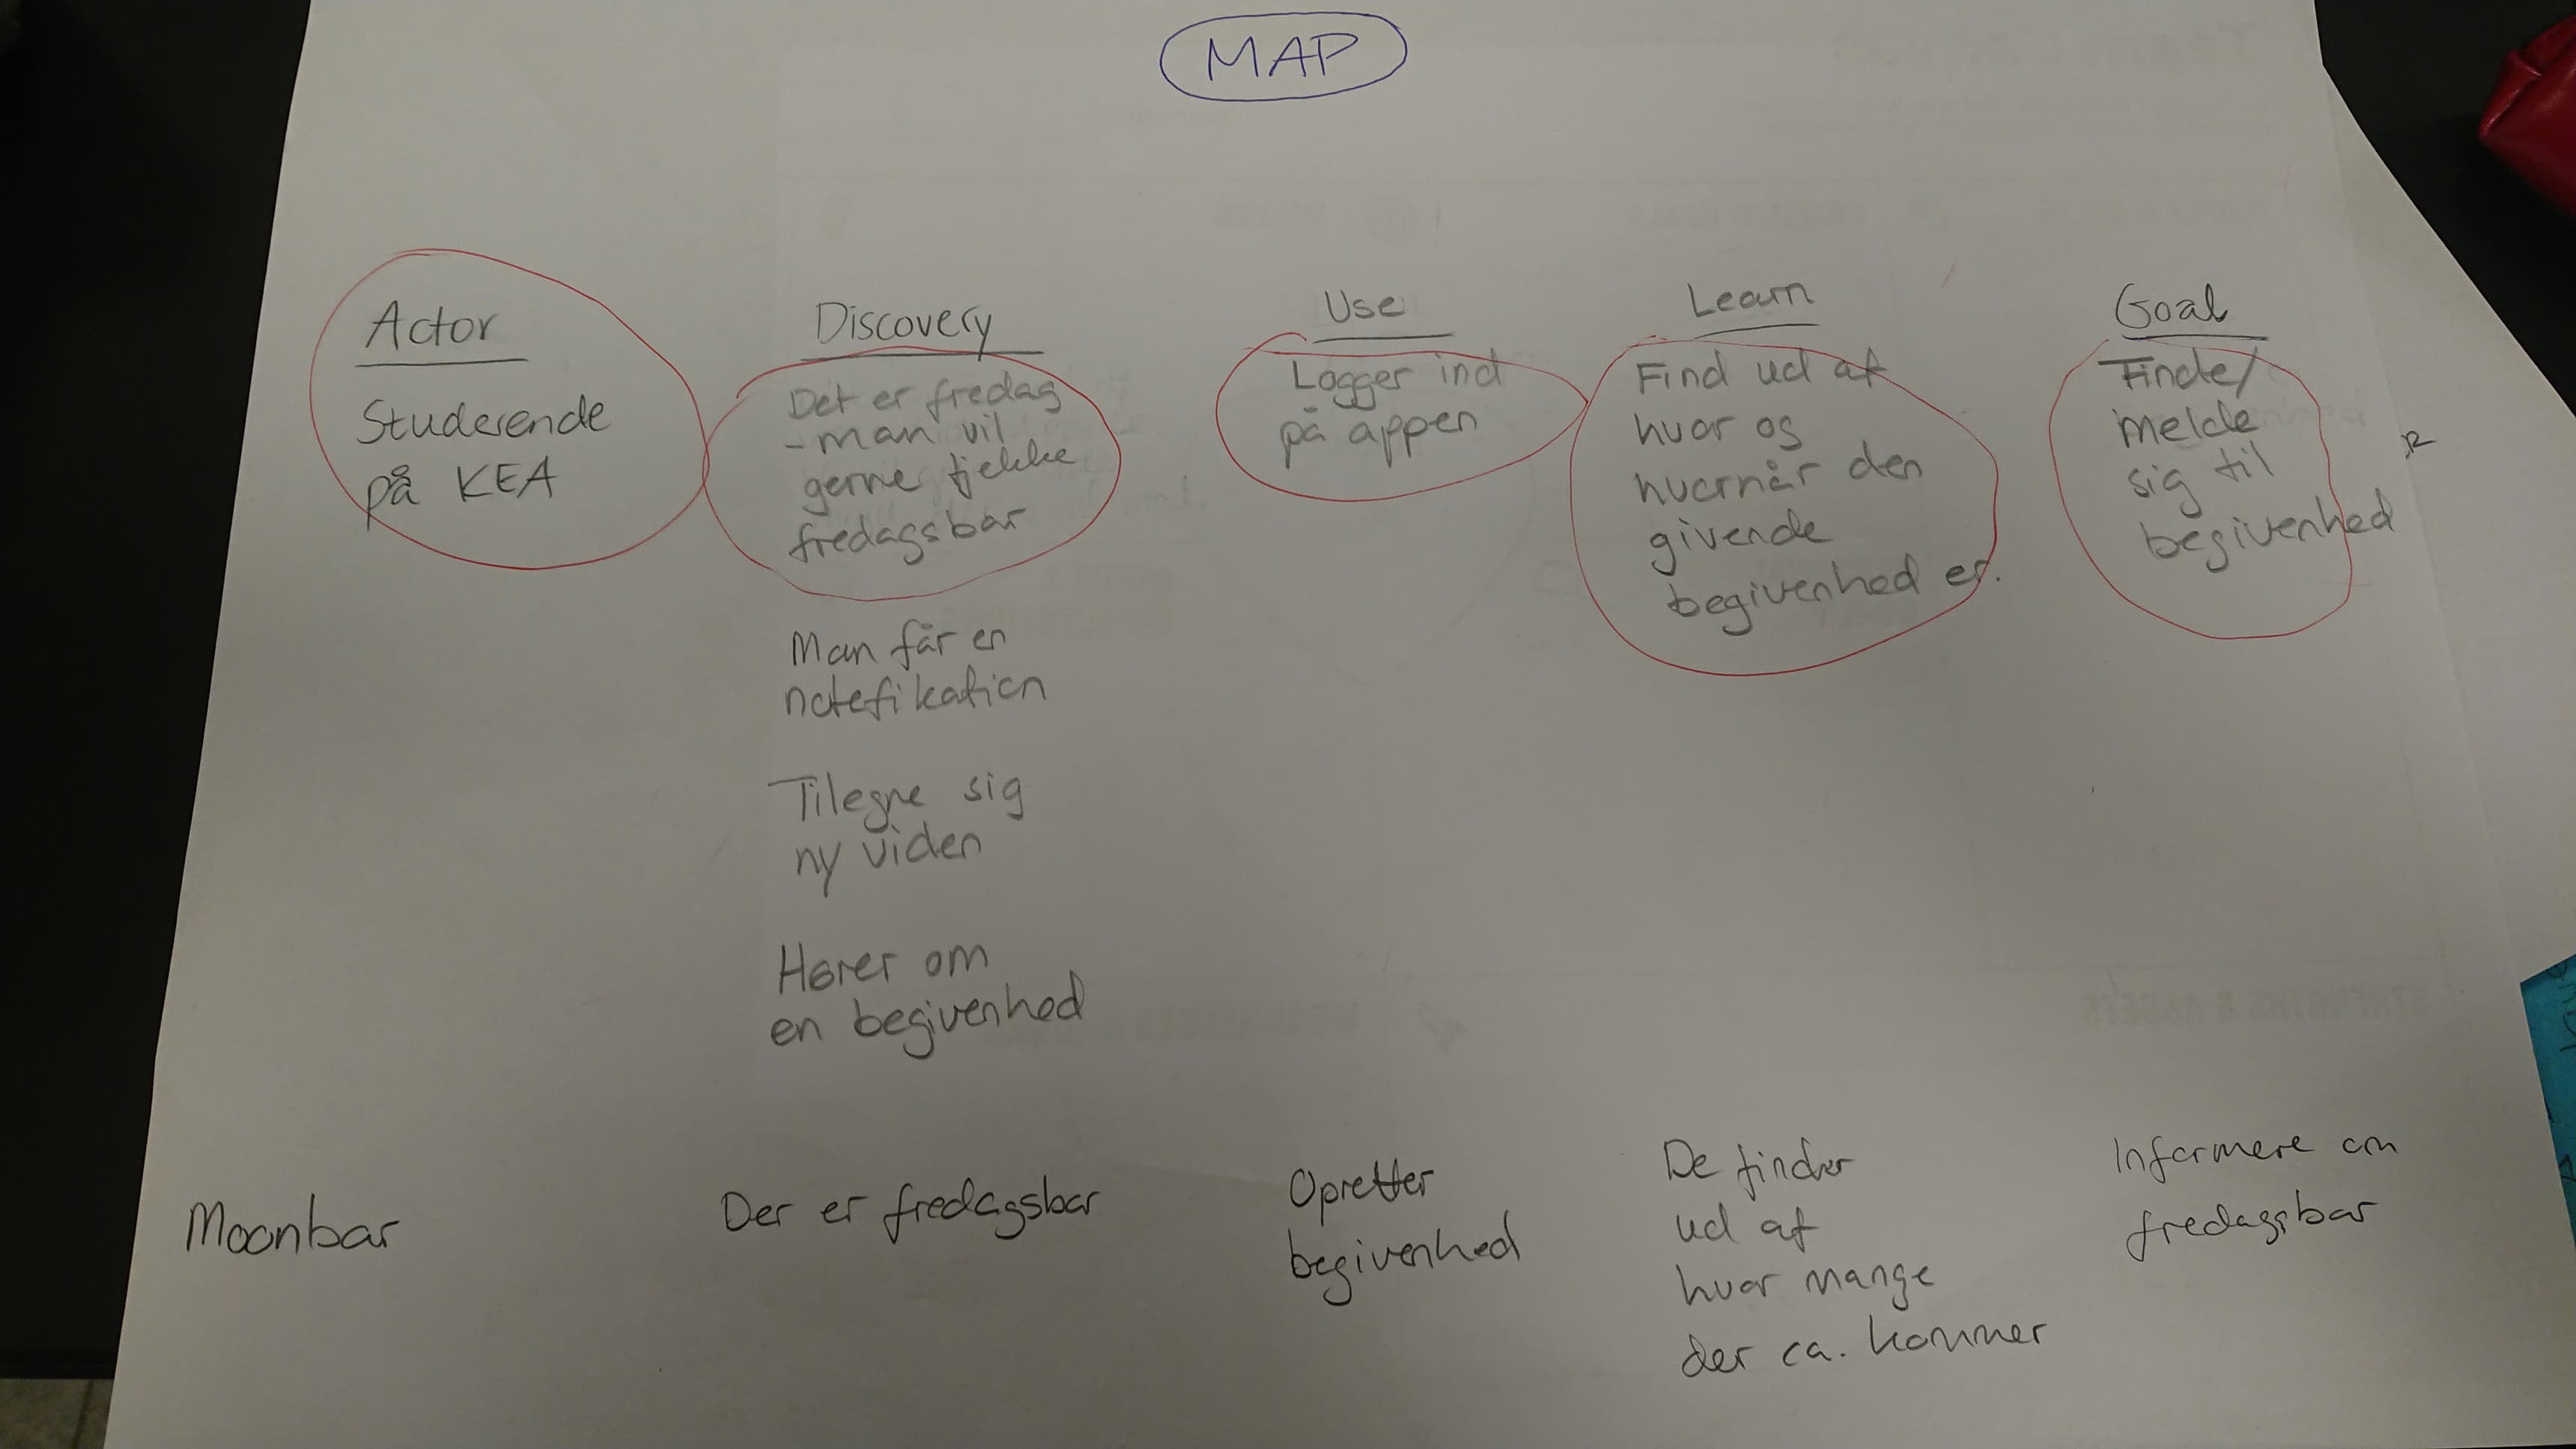 MAP
Actor
Studerende
på KEA
Discovery
Det er fredag
- man vil
gerne tjekke
fredagsbar
Man får en
notefikation
Tilegne sig
ny viden
Hører om
en begivenhed
Use
Logger ind
på appen
Learn
Find ud af
hvor og
hvornår den
givende
begivenhed er.
Goal
Finde/
melde
sig til
begivenhed
Moonbar
Der er fredagsbar
Opretter
begivenhed
De finder
ud af
hvor mange
der ca. kommer
Informere om
fredagsbar
STRENGTHS & ASSETS